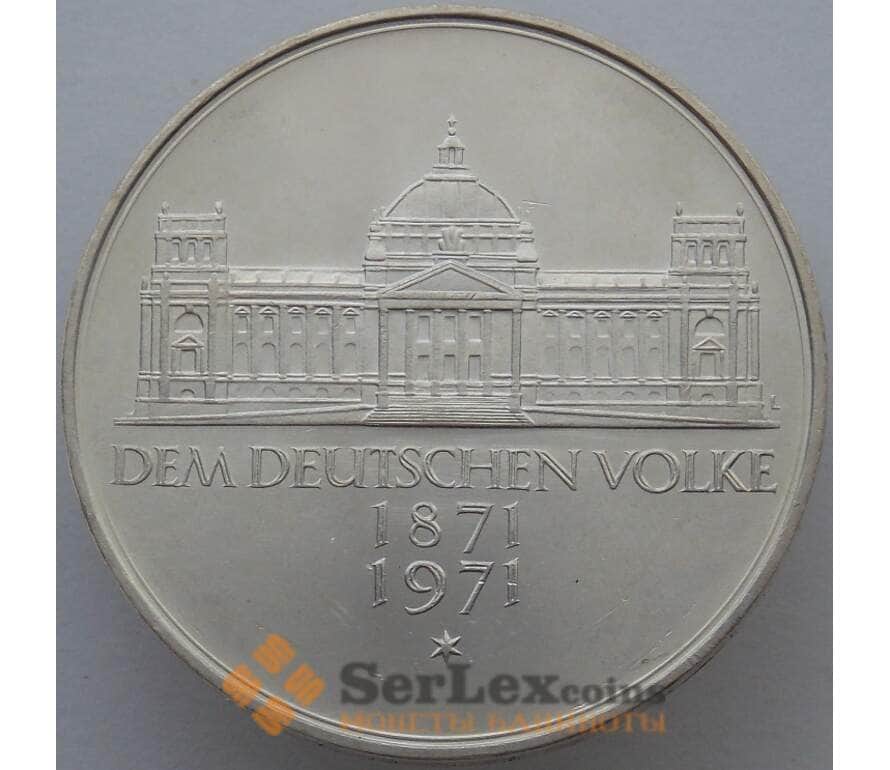 DEM DEUTSCHEN VOLKE
1871
1971
SerLexcoins
МОНЕТЫ БАНКНОТЫ